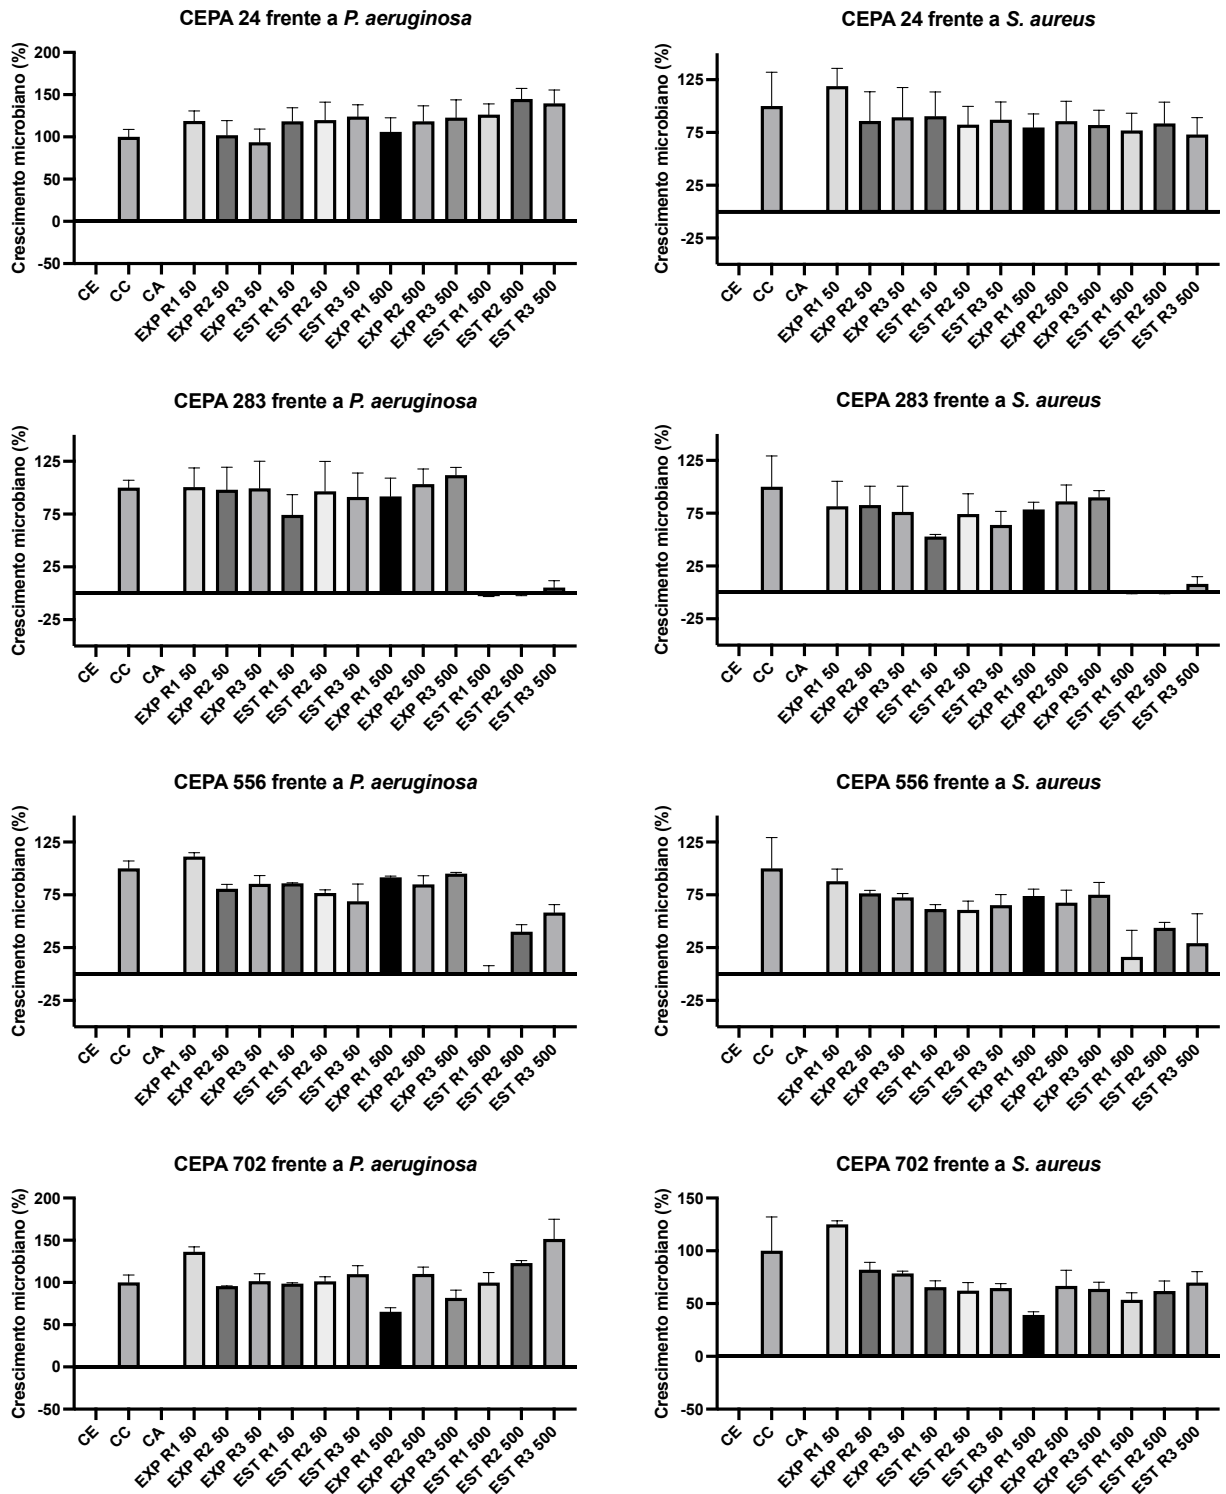 CEPA 24 frente a P. aeruginosa
Crescimento microbiano (%)
200
150
100
50
0
-50
CE
CC
CA
EXP R1 50
EXP R2 50
EXP R3 50
EST R1 50
EST R2 50
EST R3 50
EXP R1 500
EXP R2 500
EXP R3 500
EST R1 500
EST R2 500
EST R3 500
CEPA 24 frente a S. aureus
Crescimento microbiano (%)
125
75
25
-25
CE
CC
CA
EXP R1 50
EXP R2 50
EXP R3 50
EST R1 50
EST R2 50
EST R3 50
EXP R1 500
EXP R2 500
EXP R3 500
EST R1 500
EST R2 500
EST R3 500
CEPA 283 frente a P. aeruginosa
Crescimento microbiano (%)
125
75
25
-25
CE
CC
CA
EXP R1 50
EXP R2 50
EXP R3 50
EST R1 50
EST R2 50
EST R3 50
EXP R1 500
EXP R2 500
EXP R3 500
EST R1 500
EST R2 500
EST R3 500
CEPA 283 frente a S. aureus
Crescimento microbiano (%)
125
75
25
-25
CE
CC
CA
EXP R1 50
EXP R2 50
EXP R3 50
EST R1 50
EST R2 50
EST R3 50
EXP R1 500
EXP R2 500
EXP R3 500
EST R1 500
EST R2 500
EST R3 500
CEPA 556 frente a P. aeruginosa
Crescimento microbiano (%)
125
75
25
-25
CE
CC
CA
EXP R1 50
EXP R2 50
EXP R3 50
EST R1 50
EST R2 50
EST R3 50
EXP R1 500
EXP R2 500
EXP R3 500
EST R1 500
EST R2 500
EST R3 500
CEPA 556 frente a S. aureus
Crescimento microbiano (%)
125
75
25
-25
CE
CC
CA
EXP R1 50
EXP R2 50
EXP R3 50
EST R1 50
EST R2 50
EST R3 50
EXP R1 500
EXP R2 500
EXP R3 500
EST R1 500
EST R2 500
EST R3 500
CEPA 702 frente a P. aeruginosa
Crescimento microbiano (%)
200
150
100
50
0
-50
CE
CC
CA
EXP R1 50
EXP R2 50
EXP R3 50
EST R1 50
EST R2 50
EST R3 50
EXP R1 500
EXP R2 500
EXP R3 500
EST R1 500
EST R2 500
EST R3 500
CEPA 702 frente a S. aureus
Crescimento microbiano (%)
150
100
50
0
-50
CE
CC
CA
EXP R1 50
EXP R2 50
EXP R3 50
EST R1 50
EST R2 50
EST R3 50
EXP R1 500
EXP R2 500
EXP R3 500
EST R1 500
EST R2 500
EST R3 500